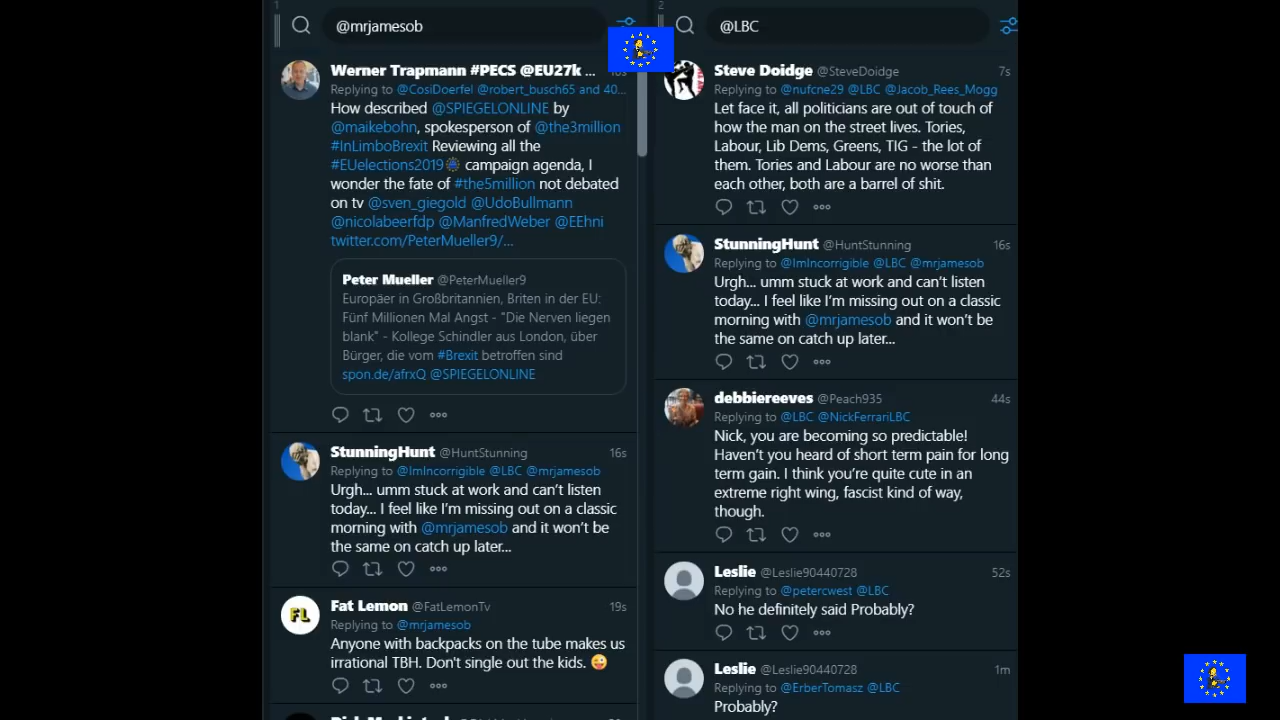 1
@mrjamesob
Werner Trapmann #PECS @EU27k ...
Replying to @CosiDoerfel @robert_busch65 and 40...
How described @SPIEGELONLINE by
@maikebohn, spokesperson of @the3million
#InLimboBrexit Reviewing all the
#EUelections2019 campaign agenda, I
wonder the fate of #the5million not debated
on tv @sven_giegold @UdoBullmann
@nicolabeerfdp @ManfredWeber @EEhni
twitter.com/PeterMueller9/...
Peter Mueller @PeterMueller9
Europäer in Großbritannien, Briten in der EU:
Fünf Millionen Mal Angst - "Die Nerven liegen
blank" - Kollege Schindler aus London, über
Bürger, die vom #Brexit betroffen sind
spon.de/afrxQ @SPIEGELONLINE
StunningHunt @HuntStunning 16s
Replying to @ImIncorrigible @LBC @mrjamesob
Urgh... umm stuck at work and can't listen
today... I feel like I'm missing out on a classic
morning with @mrjamesob and it won't be
the same on catch up later...
FL
Fat Lemon @FatLemonTv 19s
Replying to @mrjamesob
Anyone with backpacks on the tube makes us
irrational TBH. Don't single out the kids. 😜
2
@LBC
Steve Doidge @SteveDoidge 7s
Replying to @nufcne29 @LBC @Jacob_Rees_Mogg
Let face it, all politicians are out of touch of
how the man on the street lives. Tories,
Labour, Lib Dems, Greens, TIG - the lot of
them. Tories and Labour are no worse than
each other, both are a barrel of shit.
StunningHunt @HuntStunning 16s
Replying to @ImIncorrigible @LBC @mrjamesob
Urgh... umm stuck at work and can't listen
today... I feel like I'm missing out on a classic
morning with @mrjamesob and it won't be
the same on catch up later...
debbiereeves @Peach935 44s
Replying to @LBC @NickFerrariLBC
Nick, you are becoming so predictable!
Haven't you heard of short term pain for long
term gain. I think you're quite cute in an
extreme right wing, fascist kind of way,
though.
Leslie @Leslie90440728 52s
Replying to @petercwest @LBC
No he definitely said Probably?
Leslie @Leslie90440728 1m
Replying to @ErberTomasz @LBC
Probably?